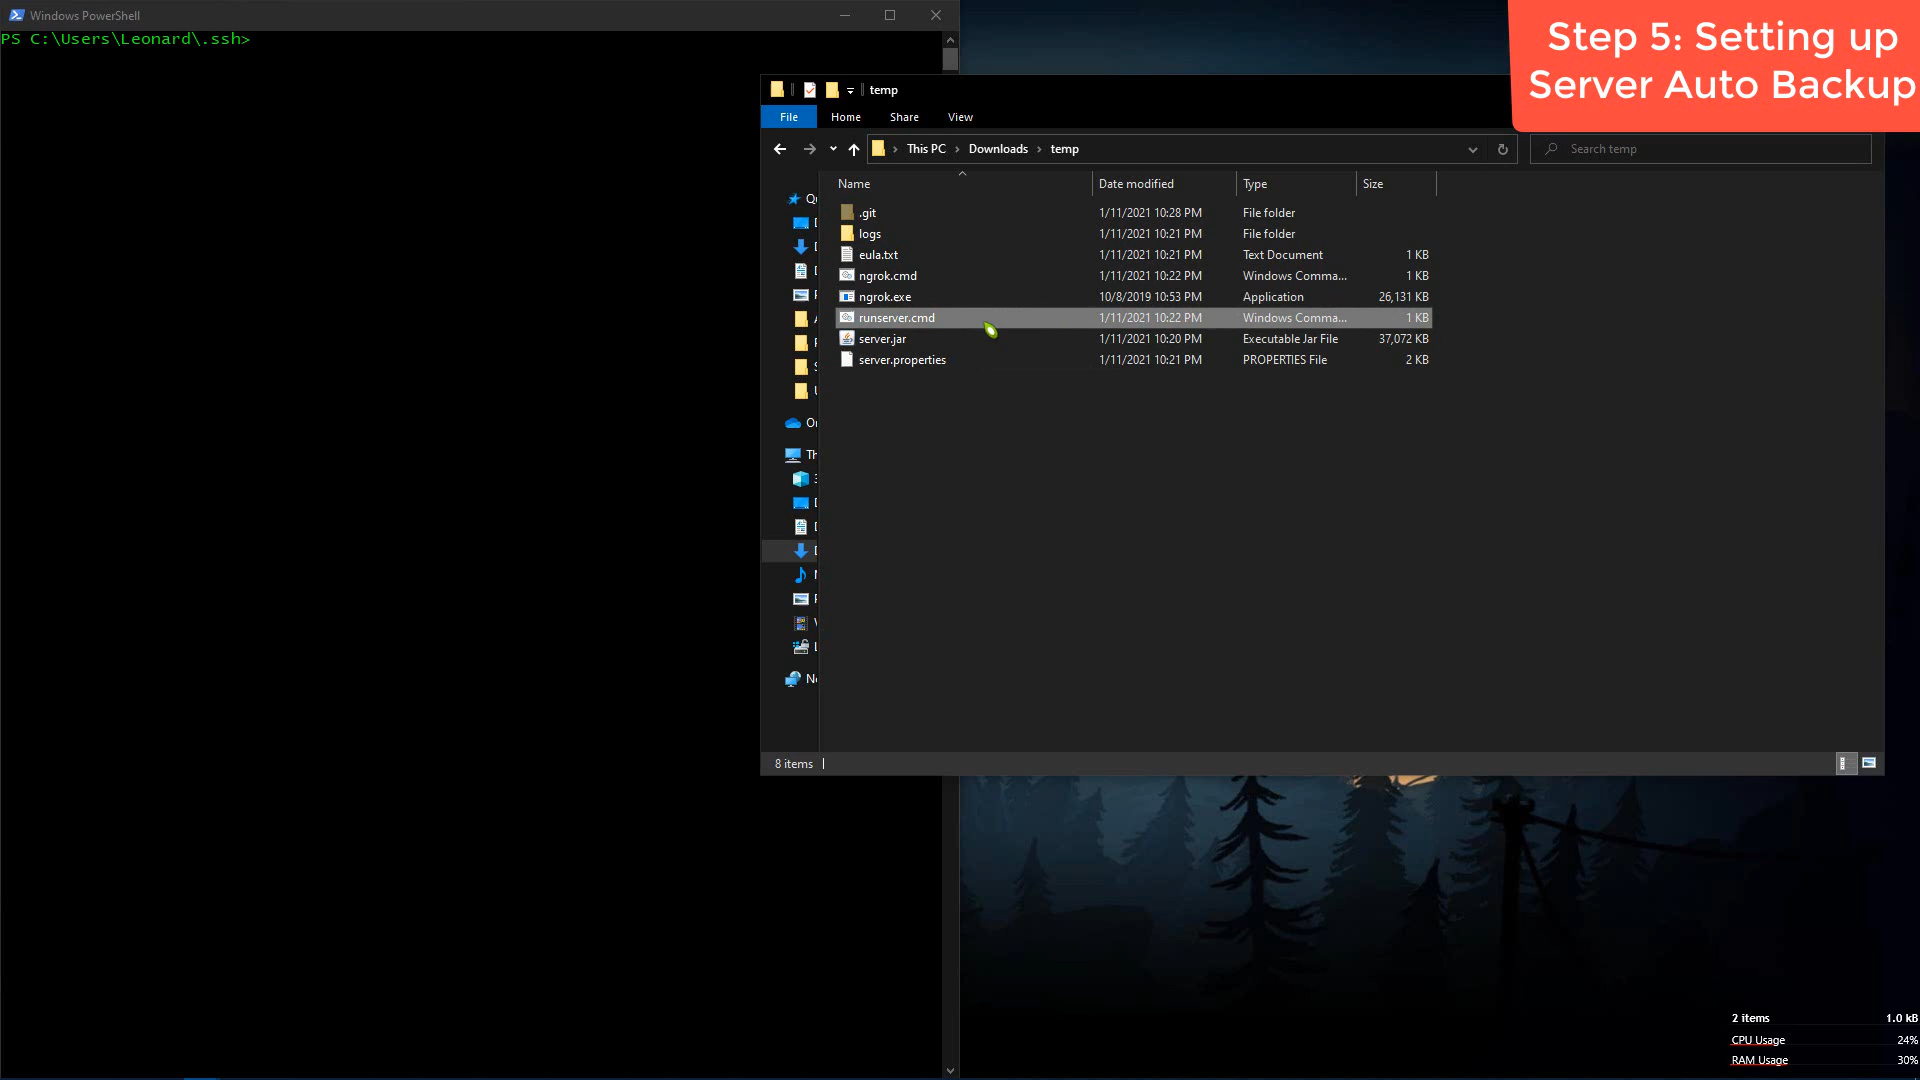 Windows PowerShell
PS C:\Users\Leonard\.ssh>
Step 5: Setting up
Server Auto Backup
temp
File Home Share View
This PC Downloads temp
Search temp
Name Date modified Type Size
.git 1/11/2021 10:28 PM File folder
logs 1/11/2021 10:21 PM File folder
eula.txt 1/11/2021 10:21 PM Text Document 1 KB
ngrok.cmd 1/11/2021 10:22 PM Windows Comma... 1 KB
ngrok.exe 10/8/2019 10:53 PM Application 26,131 KB
runserver.cmd 1/11/2021 10:22 PM Windows Comma... 1 KB
server.jar 1/11/2021 10:20 PM Executable Jar File 37,072 KB
server.properties 1/11/2021 10:21 PM PROPERTIES File 2 KB
8 items
2 items 1.0 kB
CPU Usage 24%
RAM Usage 30%